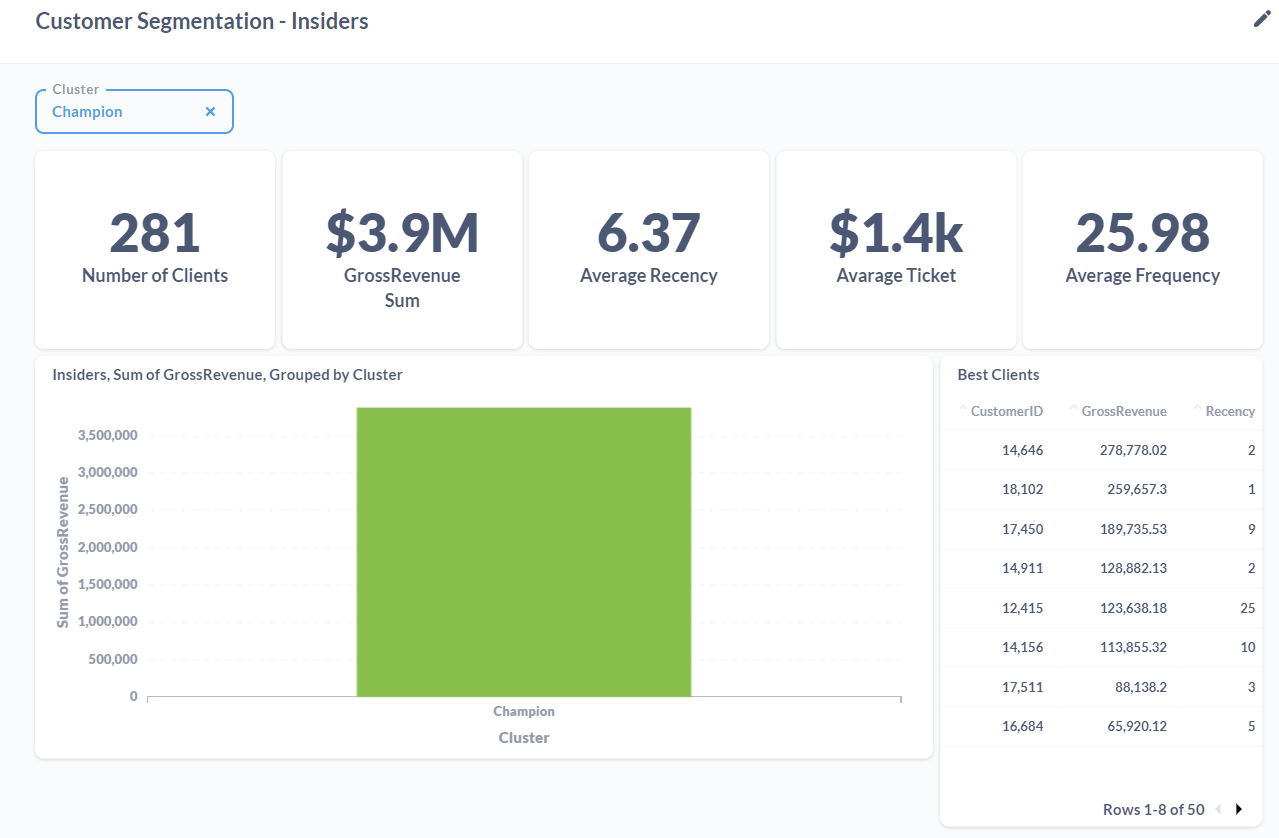 Customer Segmentation - Insiders
Cluster
Champion
281
Number of Clients
$3.9M
GrossRevenue
Sum
6.37
Average Recency
$1.4k
Avarage Ticket
25.98
Average Frequency
Insiders, Sum of GrossRevenue, Grouped by Cluster
Sum of GrossRevenue
3,500,000
3,000,000
2,500,000
2,000,000
1,500,000
1,000,000
500,000
0
Champion
Cluster
Best Clients
CustomerID GrossRevenue Recency
14,646 278,778.02 2
18,102 259,657.3 1
17,450 189,735.53 9
14,911 128,882.13 2
12,415 123,638.18 25
14,156 113,855.32 10
17,511 88,138.2 3
16,684 65,920.12 5
Rows 1-8 of 50